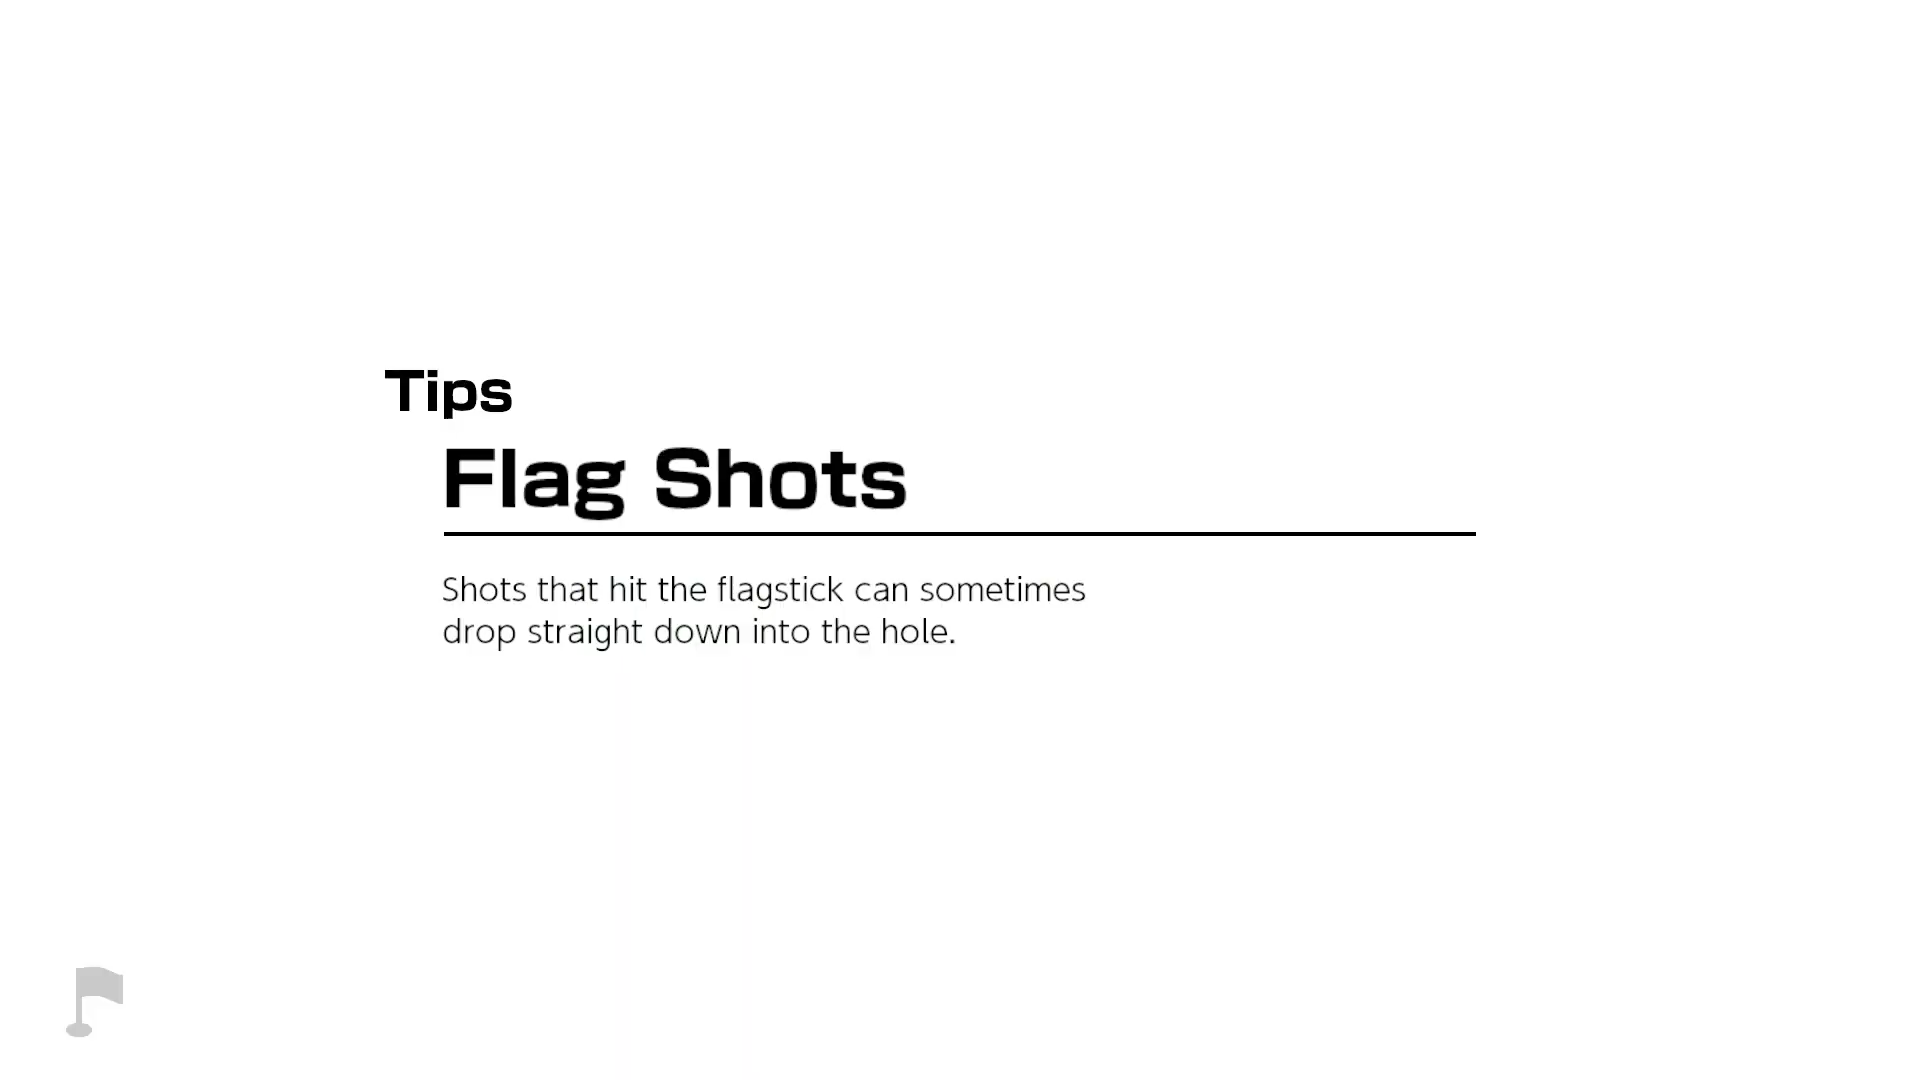 Tips
Flag Shots
Shots that hit the flagstick can sometimes
drop straight down into the hole.